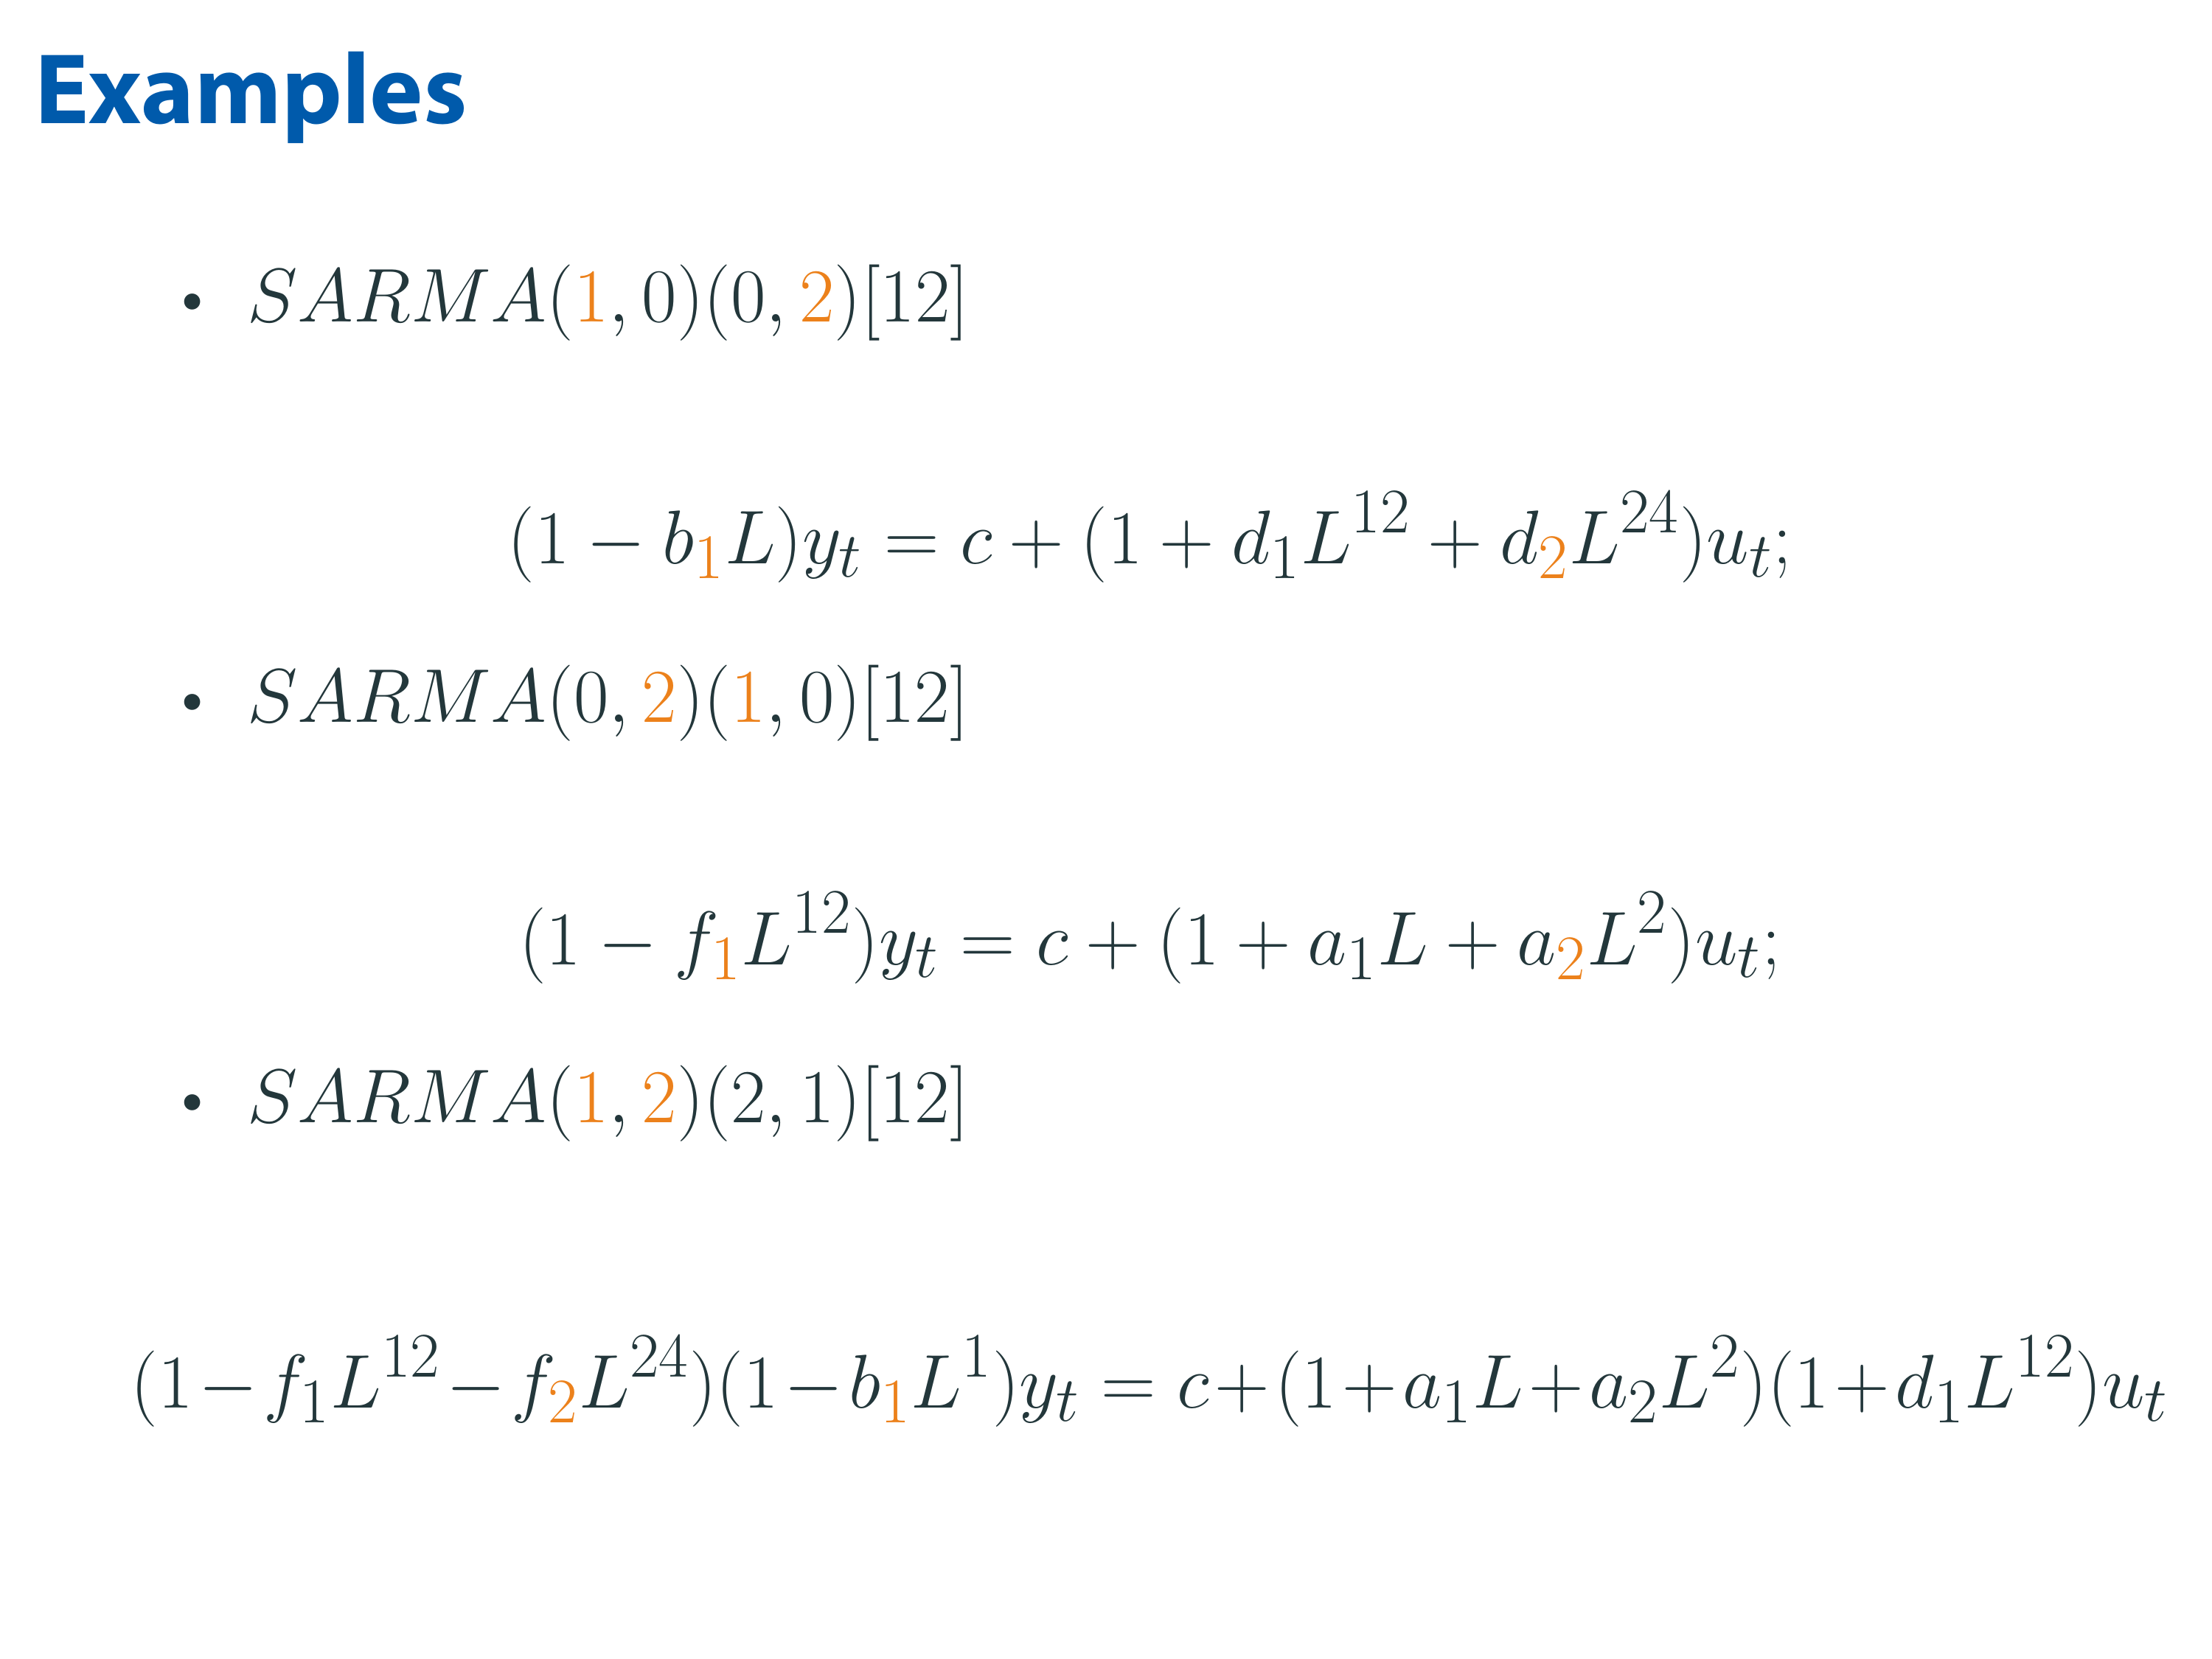 Examples
• SARMA(1, 0)(0, 2)[12]
(1 − b₁L)yₜ = c + (1 + d₁L¹² + d₂L²⁴)uₜ;
• SARMA(0, 2)(1, 0)[12]
(1 − f₁L¹²)yₜ = c + (1 + a₁L + a₂L²)uₜ;
• SARMA(1, 2)(2, 1)[12]
(1−f₁L¹²−f₂L²⁴)(1−b₁L¹)yₜ = c+(1+a₁L+a₂L²)(1+d₁L¹²)uₜ